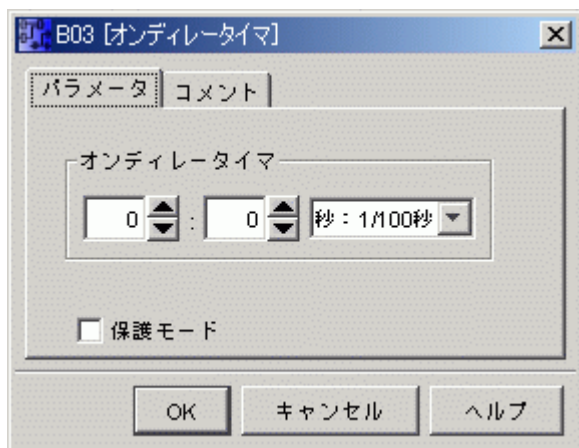 B03 [オンディレータイマ]
パラメータ コメント
オンディレータイマ
0 : 0 秒：1/100秒
保護モード
OK キャンセル ヘルプ